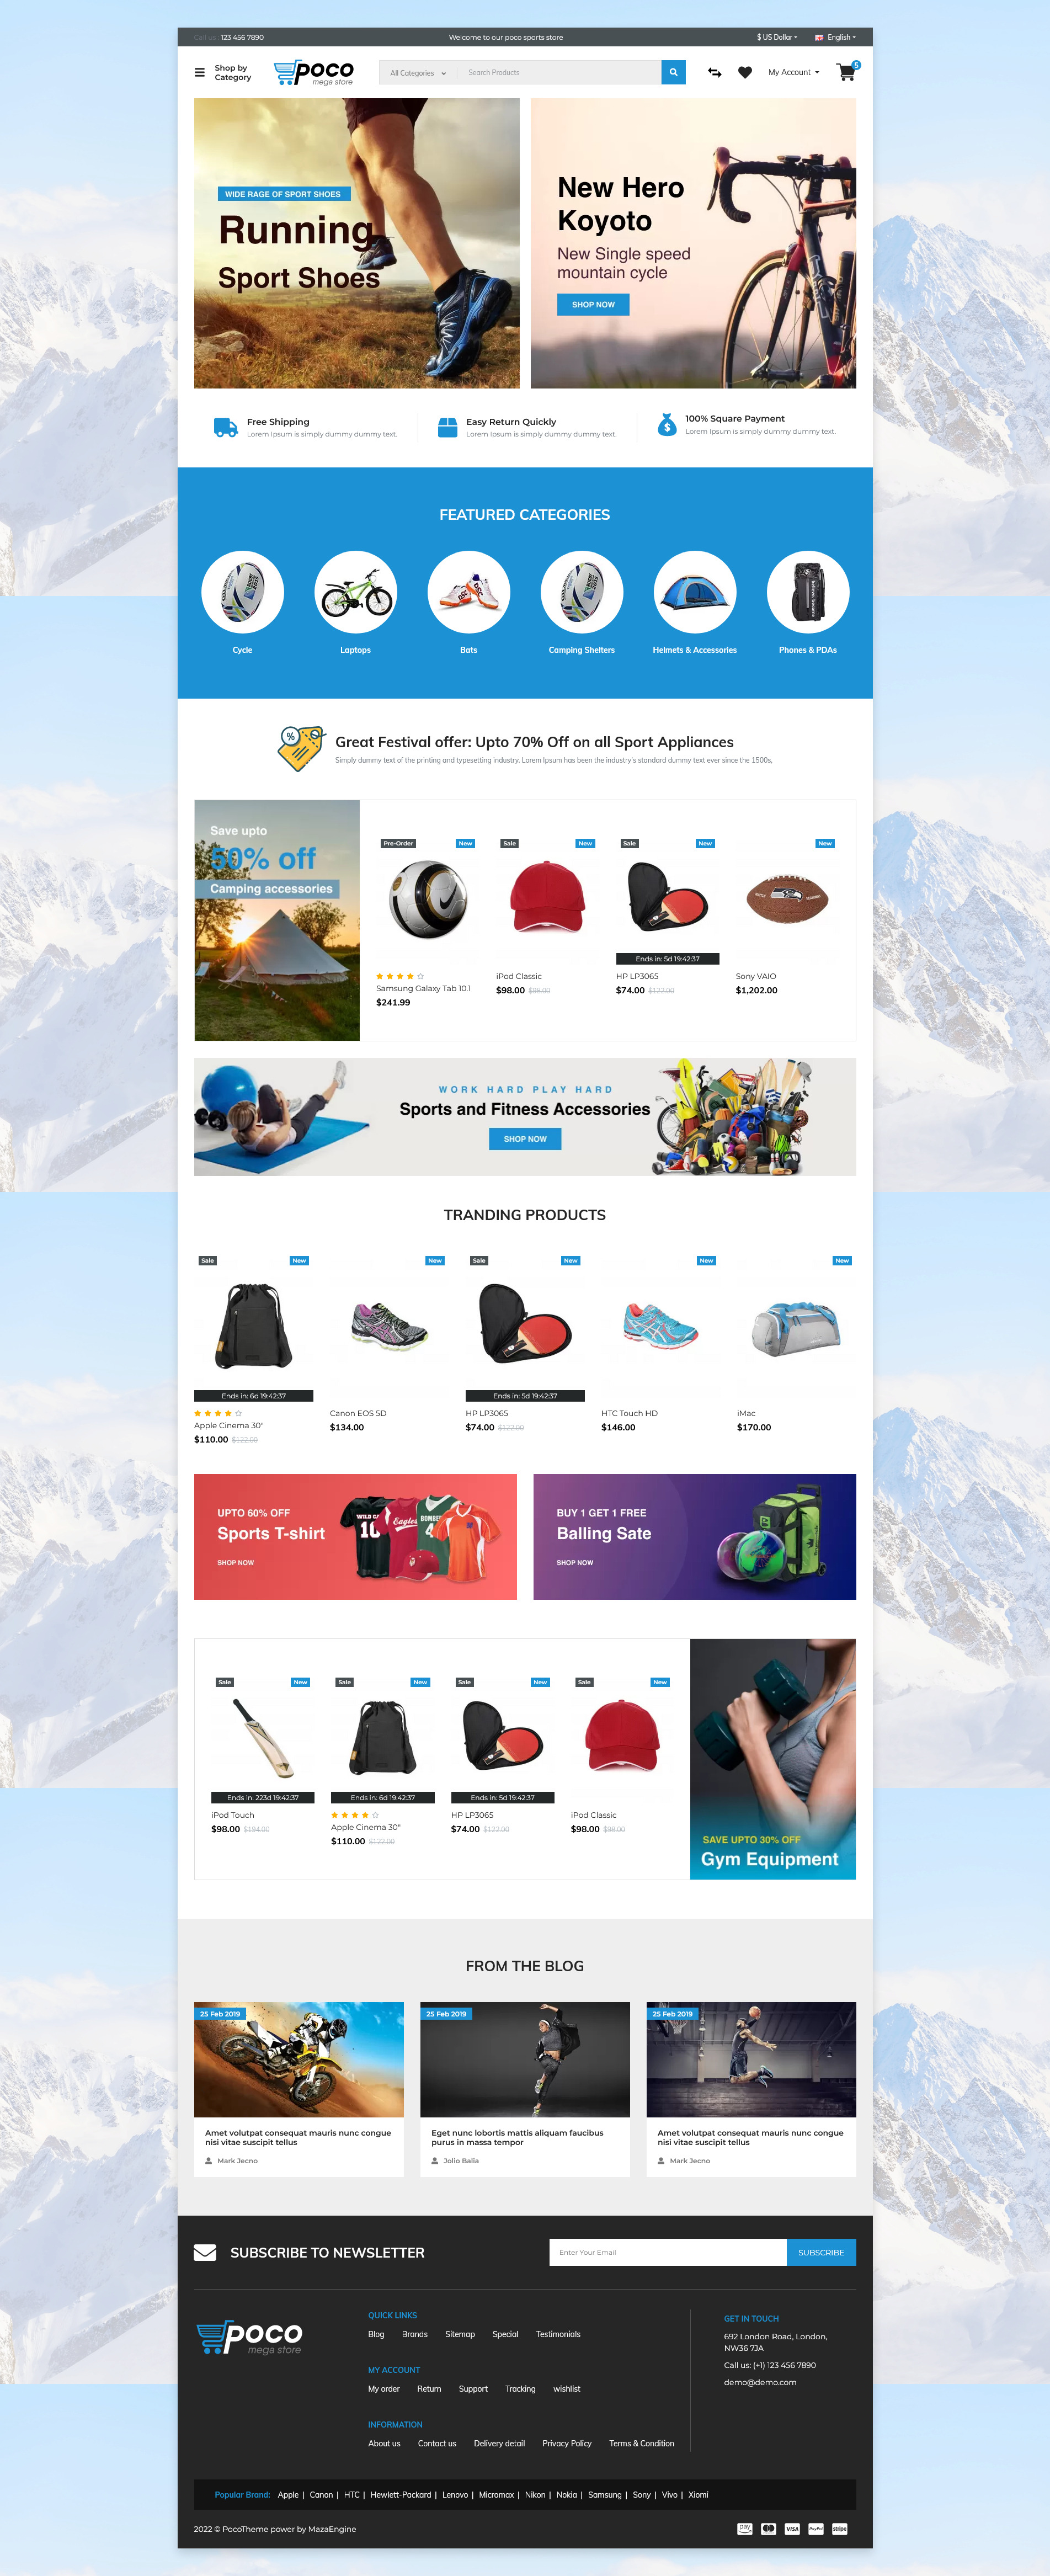 Call us : 123 456 7890
Welcome to our poco sports store
$ US Dollar
English
Shop by
Category
poco
mega store
All Categories
Search Products
My Account
5
WIDE RAGE OF SPORT SHOES
Running
Sport Shoes
New Hero
Koyoto
New Single speed
mountain cycle
SHOP NOW
Free Shipping
Lorem Ipsum is simply dummy dummy text.
Easy Return Quickly
Lorem Ipsum is simply dummy dummy text.
100% Square Payment
Lorem Ipsum is simply dummy dummy text.
FEATURED CATEGORIES
Cycle
Laptops
Bats
Camping Shelters
Helmets & Accessories
Phones & PDAs
Great Festival offer: Upto 70% Off on all Sport Appliances
Simply dummy text of the printing and typesetting industry. Lorem Ipsum has been the industry's standard dummy text ever since the 1500s,
Save upto
50% off
Camping accessories
Pre-Order
New
Samsung Galaxy Tab 10.1
$241.99
Sale
New
iPod Classic
$98.00 $98.00
Sale
New
Ends in: 5d 19:42:37
HP LP3065
$74.00 $122.00
New
Sony VAIO
$1,202.00
WORK HARD PLAY HARD
Sports and Fitness Accessories
SHOP NOW
TRANDING PRODUCTS
Sale
New
Ends in: 6d 19:42:37
Apple Cinema 30"
$110.00 $122.00
New
Canon EOS 5D
$134.00
Sale
New
Ends in: 5d 19:42:37
HP LP3065
$74.00 $122.00
New
HTC Touch HD
$146.00
New
iMac
$170.00
UPTO 60% OFF
Sports T-shirt
SHOP NOW
WILD CA
Eagles
BOMBE
BUY 1 GET 1 FREE
Balling Sate
SHOP NOW
Sale
New
Ends in: 223d 19:42:37
iPod Touch
$98.00 $194.00
Sale
New
Ends in: 6d 19:42:37
Apple Cinema 30"
$110.00 $122.00
Sale
New
Ends in: 5d 19:42:37
HP LP3065
$74.00 $122.00
Sale
New
iPod Classic
$98.00 $98.00
SAVE UPTO 30% OFF
Gym Equipment
FROM THE BLOG
25 Feb 2019
Amet volutpat consequat mauris nunc congue
nisi vitae suscipit tellus
Mark Jecno
25 Feb 2019
Eget nunc lobortis mattis aliquam faucibus
purus in massa tempor
Jolio Balia
25 Feb 2019
Amet volutpat consequat mauris nunc congue
nisi vitae suscipit tellus
Mark Jecno
SUBSCRIBE TO NEWSLETTER
Enter Your Email
SUBSCRIBE
poco
mega store
QUICK LINKS
Blog Brands Sitemap Special Testimonials
MY ACCOUNT
My order Return Support Tracking wishlist
INFORMATION
About us Contact us Delivery detail Privacy Policy Terms & Condition
GET IN TOUCH
692 London Road, London,
NW36 7JA
Call us: (+1) 123 456 7890
demo@demo.com
Popular Brand: Apple | Canon | HTC | Hewlett-Packard | Lenovo | Micromax | Nikon | Nokia | Samsung | Sony | Vivo | Xiomi
2022 © PocoTheme power by MazaEngine
pay
VISA
PayPal
stripe